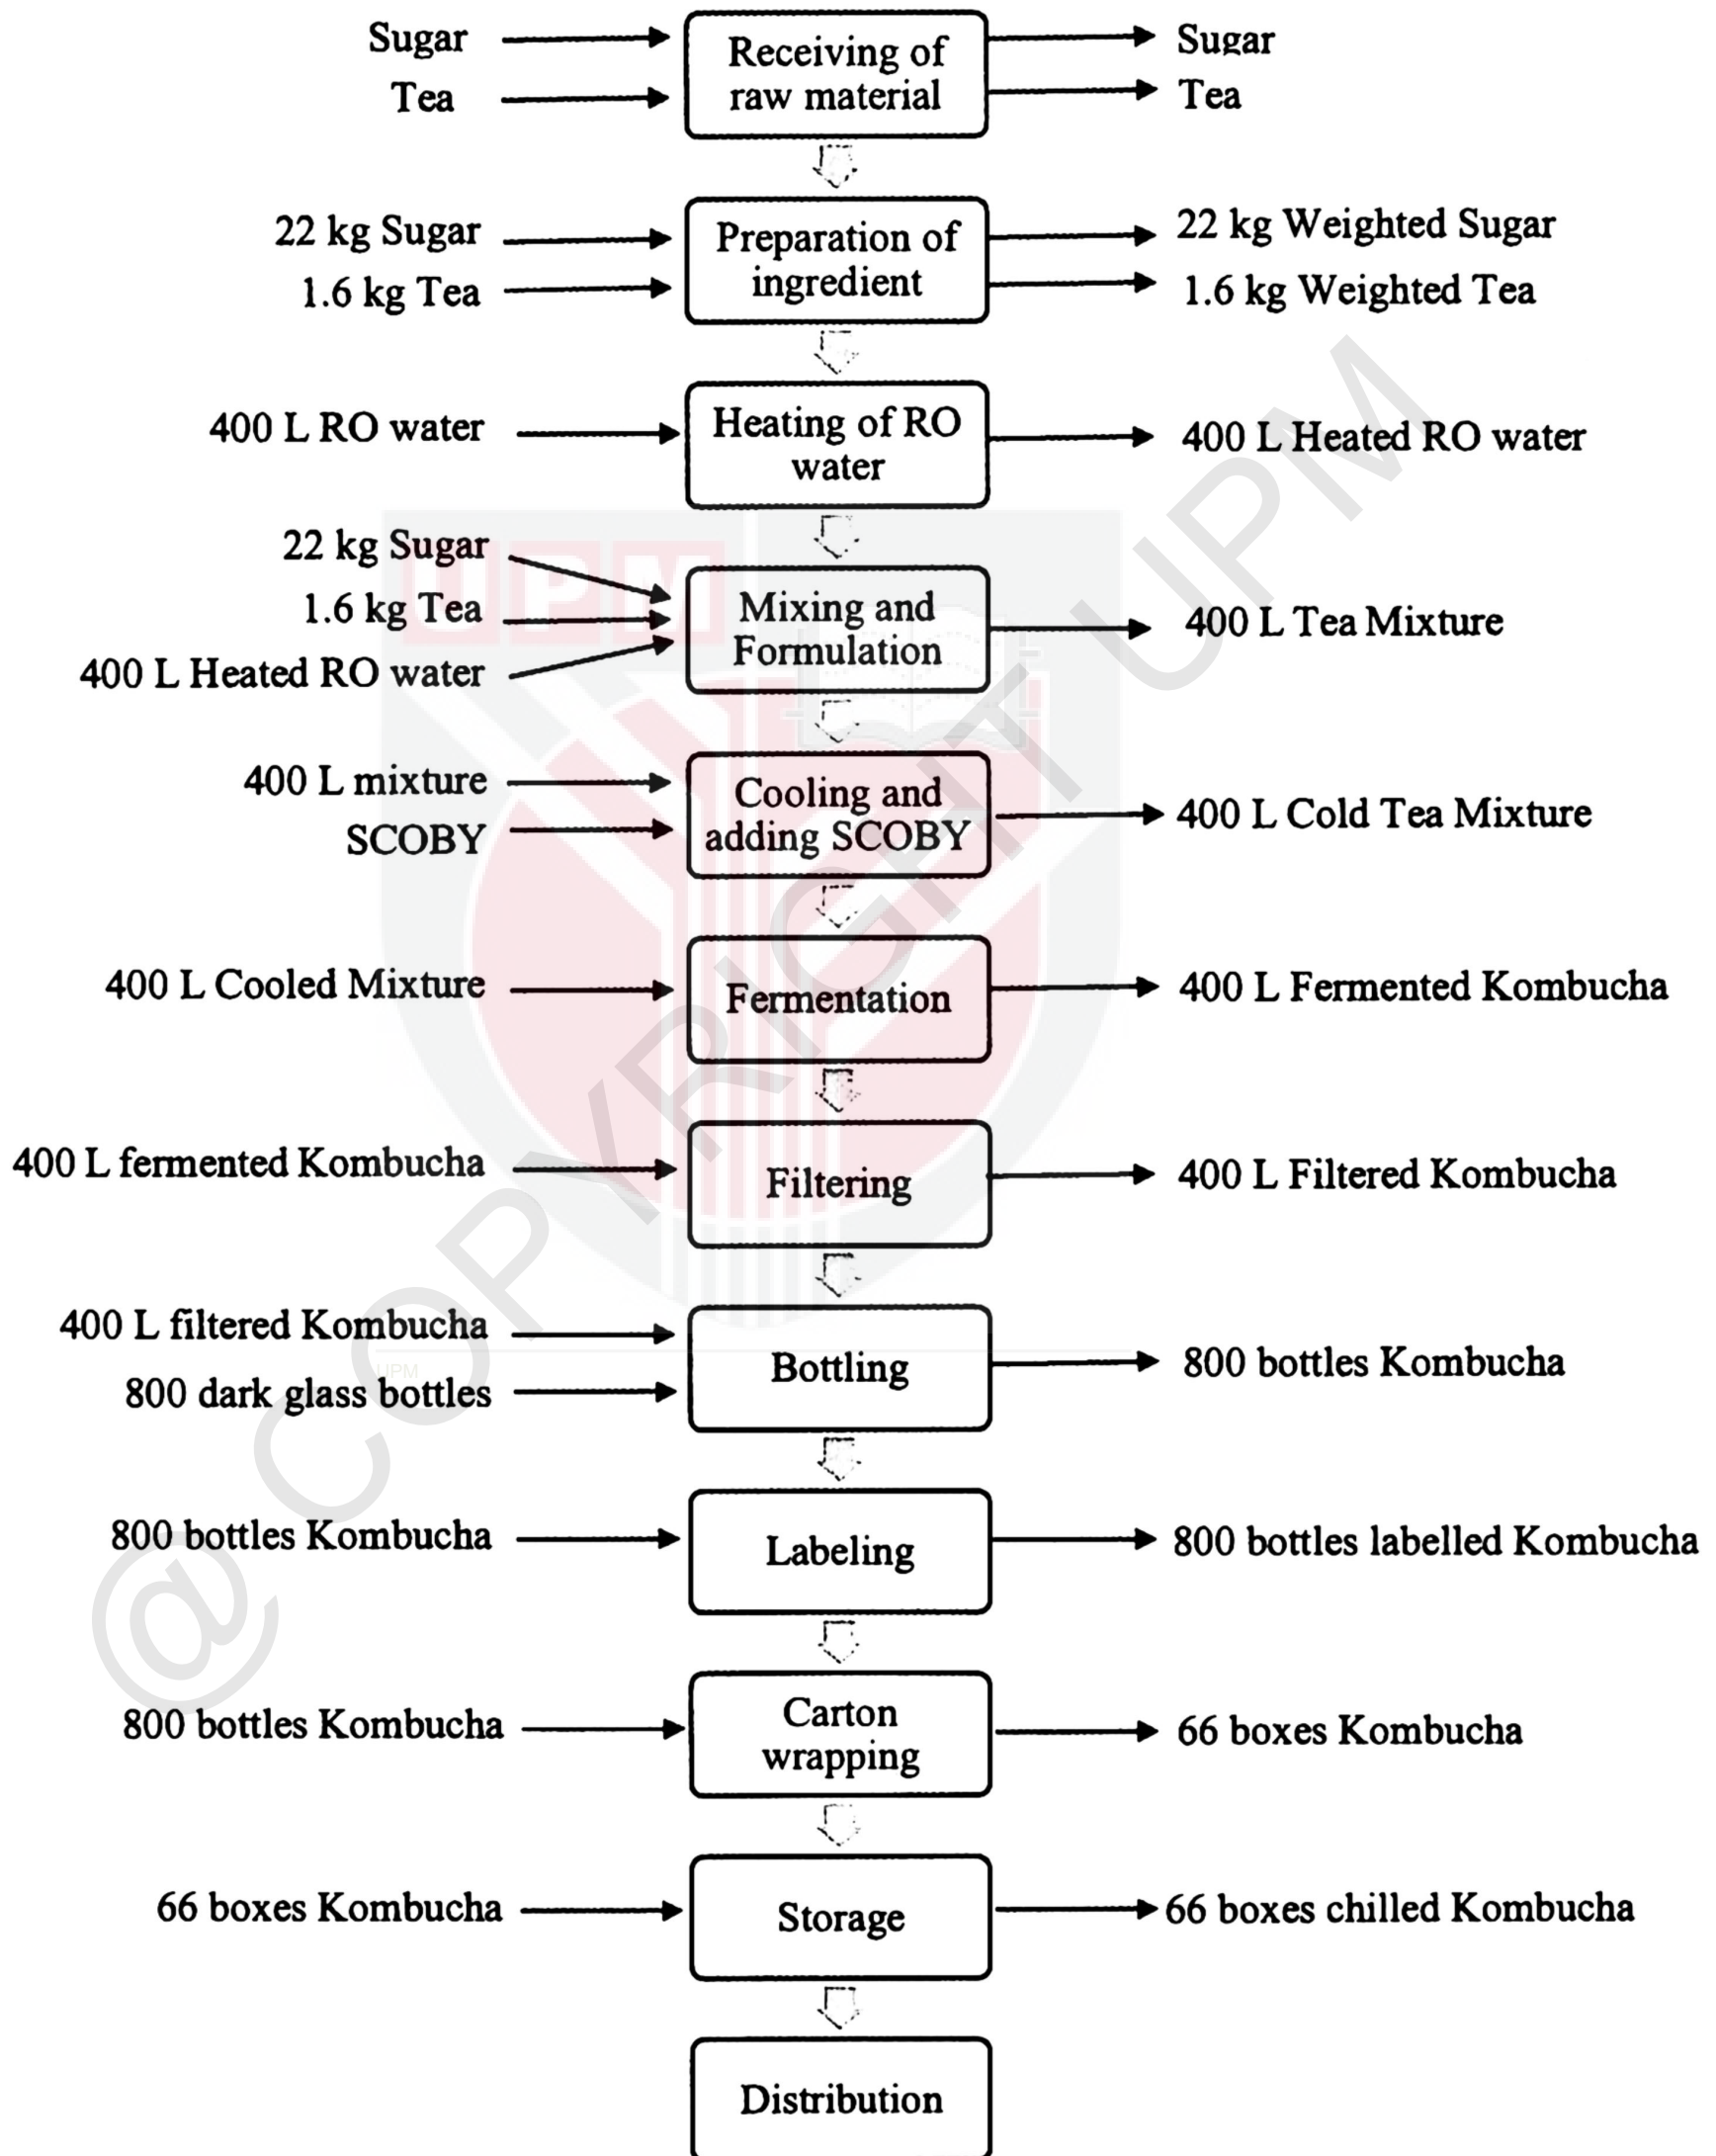 Sugar
Tea
Receiving of
raw material
Sugar
Tea
22 kg Sugar
1.6 kg Tea
Preparation of
ingredient
22 kg Weighted Sugar
1.6 kg Weighted Tea
400 L RO water
Heating of RO
water
400 L Heated RO water
22 kg Sugar
1.6 kg Tea
400 L Heated RO water
Mixing and
Formulation
400 L Tea Mixture
400 L mixture
SCOBY
Cooling and
adding SCOBY
400 L Cold Tea Mixture
400 L Cooled Mixture
Fermentation
400 L Fermented Kombucha
400 L fermented Kombucha
Filtering
400 L Filtered Kombucha
400 L filtered Kombucha
800 dark glass bottles
Bottling
800 bottles Kombucha
800 bottles Kombucha
Labeling
800 bottles labelled Kombucha
800 bottles Kombucha
Carton
wrapping
66 boxes Kombucha
66 boxes Kombucha
Storage
66 boxes chilled Kombucha
Distribution
UPM
UPM
@ COPYRIGHT UPM